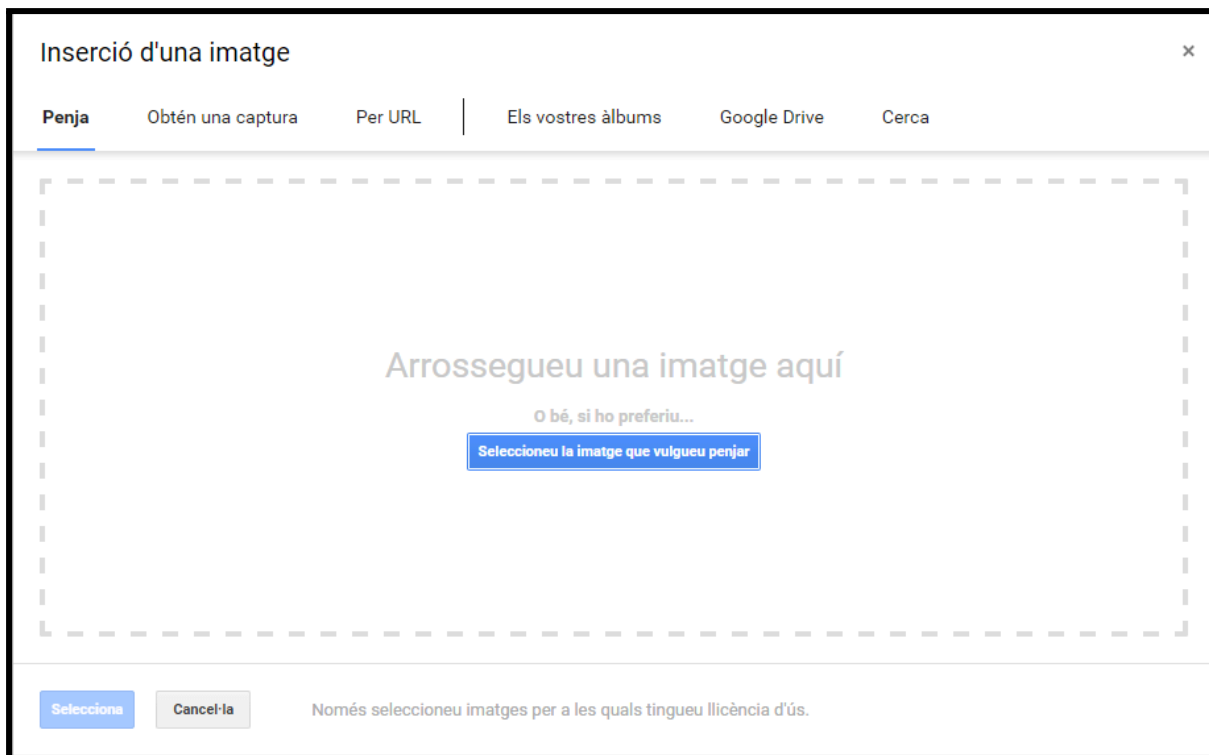 Inserció d'una imatge ×
Penja Obtén una captura Per URL Els vostres àlbums Google Drive Cerca
Arrossegueu una imatge aquí
O bé, si ho preferiu...
Seleccioneu la imatge que vulgueu penjar
Selecciona Cancel·la Només seleccioneu imatges per a les quals tingueu llicència d'ús.